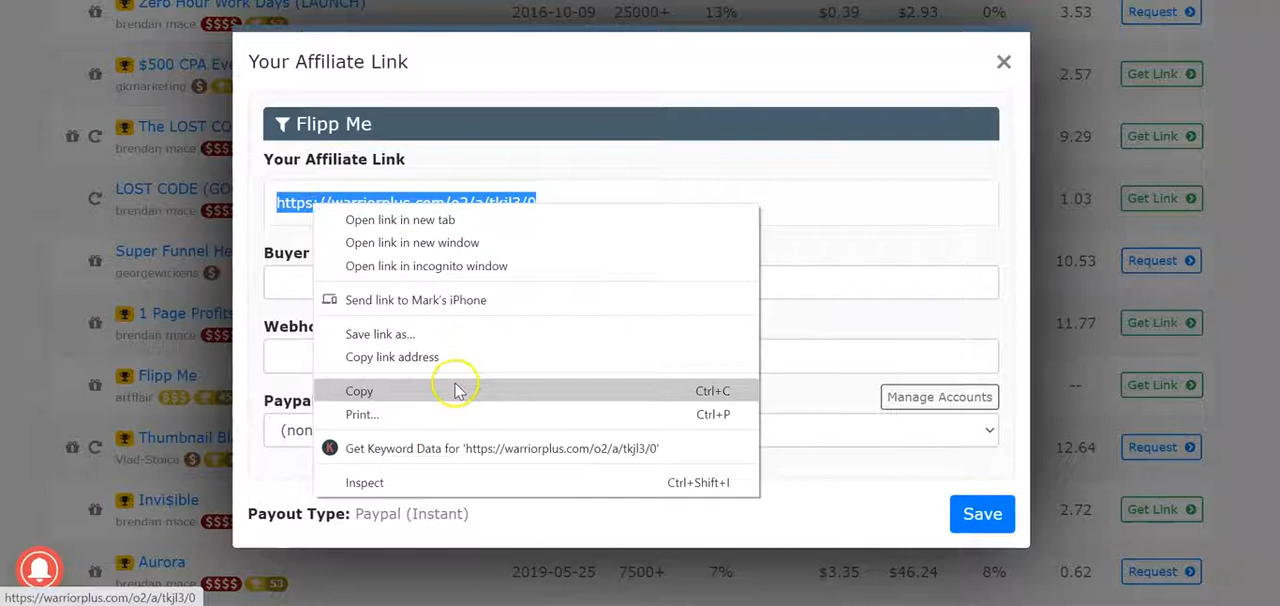 Zero Hour Work Days (LAUNCH)
brendan mace $$$$
2016-10-09 25000+ 13% $0.39 $2.93 0% 3.53 Request
$500 CPA Eve
gkmarketing $
2.57 Get Link
The LOST CO
brendan mace $$$$
9.29 Get Link
LOST CODE (GO
brendan mace $$$$
1.03 Get Link
Super Funnel He
georgewickens $
10.53 Request
1 Page Profits
brendan mace $$$$
11.77 Get Link
Flipp Me
artflair $$$
-- Get Link
Thumbnail Bl
Vlad-Stoica $
12.64 Request
Invisible
brendan mace $$$$
2.72 Get Link
Aurora
brendan mace $$$$ 53
2019-05-25 7500+ 7% $3.35 $46.24 8% 0.62 Request
Your Affiliate Link
Flipp Me
Your Affiliate Link
https://warriorplus.com/o2/a/tkjl3/0
Buyer
Webho
Paypa
Manage Accounts
(non
Payout Type: Paypal (Instant)
Save
Open link in new tab
Open link in new window
Open link in incognito window
Send link to Mark's iPhone
Save link as...
Copy link address
Copy Ctrl+C
Print... Ctrl+P
K Get Keyword Data for 'https://warriorplus.com/o2/a/tkjl3/0'
Inspect Ctrl+Shift+I
https://warriorplus.com/o2/a/tkjl3/0